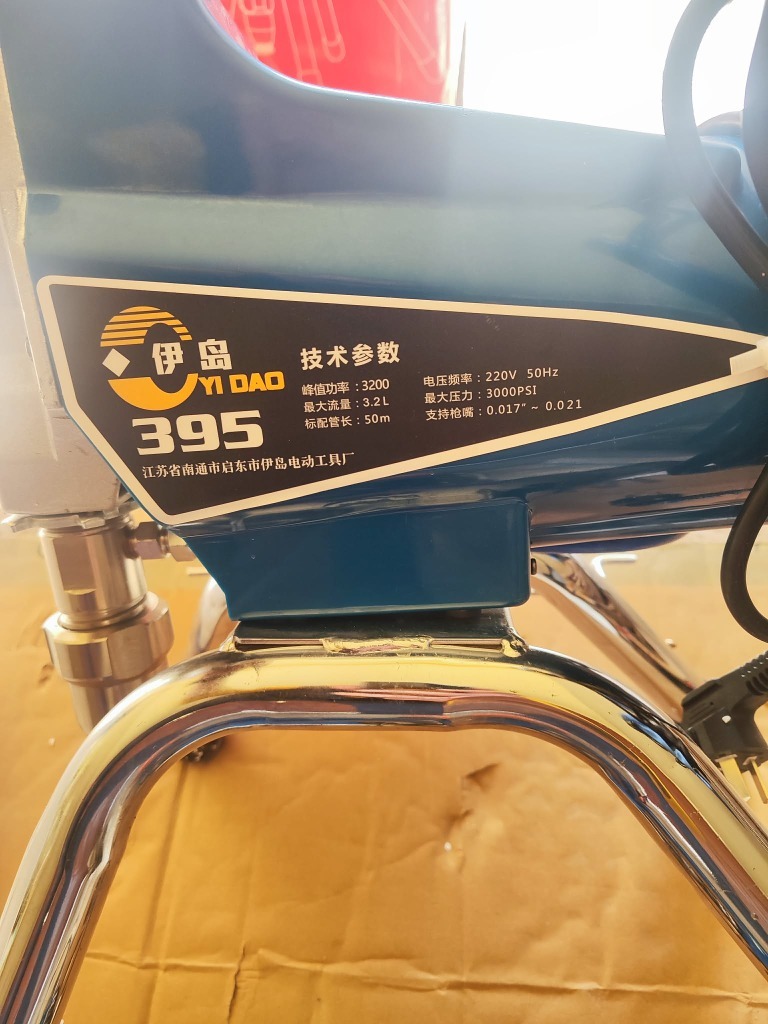 伊岛
YI DAO
395
江苏省南通市启东市伊岛电动工具厂
技术参数
峰值功率：3200
最大流量：3.2L
标配管长：50m
电压频率：220V 50Hz
最大压力：3000PSI
支持枪嘴：0.017"~0.021